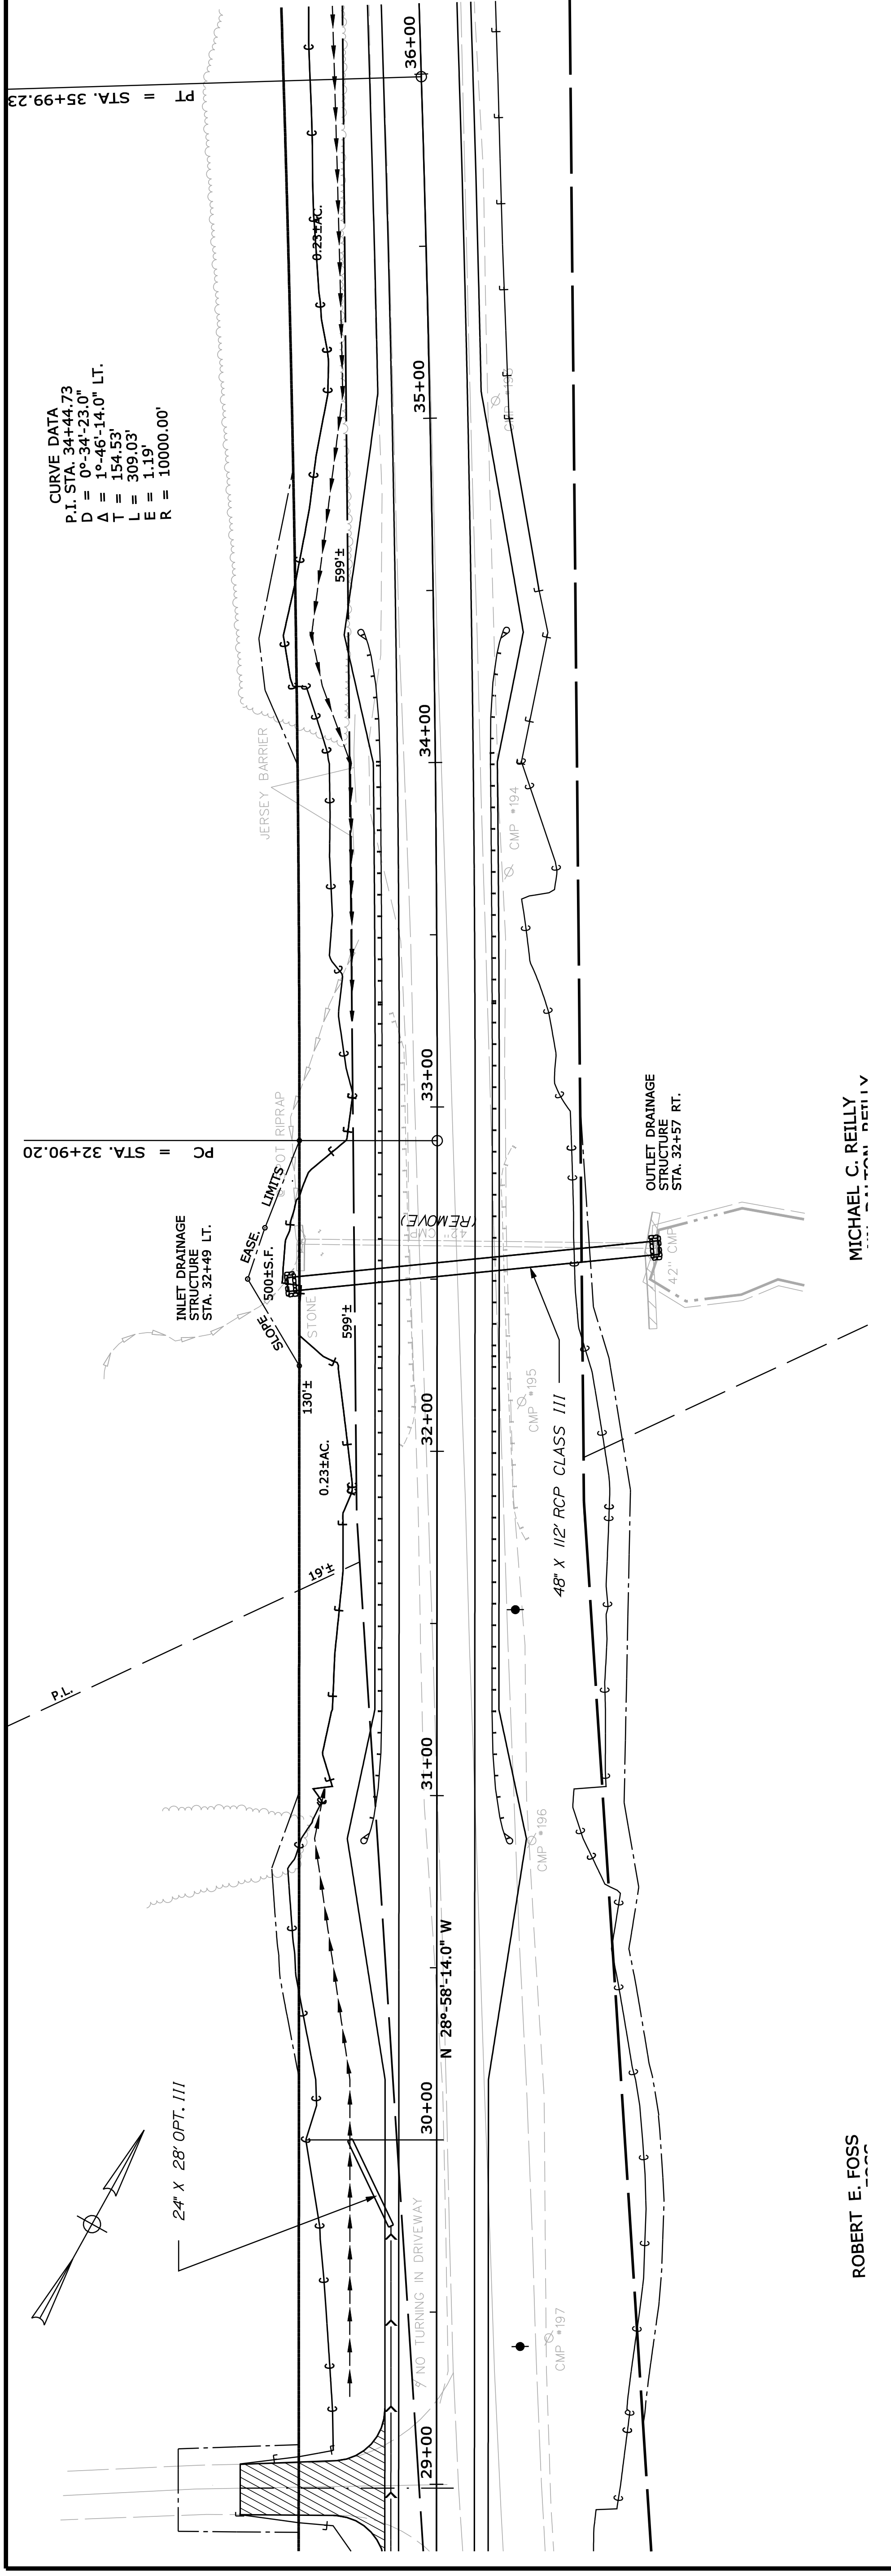 PT = STA. 35+99.23
36+00
0.23±AC.
CURVE DATA
P.I. STA. 34+44.73
D = 0°-34'-23.0"
Δ = 1°-46'-14.0" LT.
T = 154.53'
L = 309.03'
E = 1.19'
R = 10000.00'
35+00
599'±
34+00
JERSEY BARRIER
CMP *194
33+00
PC = STA. 32+90.20
RIPRAP
EASE. LIMITS
SLOPE
500±S.F.
INLET DRAINAGE
STRUCTURE
STA. 32+49 LT.
STONE
42" CMP
(REMOVE)
OUTLET DRAINAGE
STRUCTURE
STA. 32+57 RT.
42" CMP
MICHAEL C. REILLY
599'±
130'±
0.23±AC.
32+00
CMP *195
48" X 112' RCP CLASS III
19'±
P.L.
31+00
CMP *196
N 28°-58'-14.0" W
30+00
24" X 28' OPT. III
NO TURNING IN DRIVEWAY
CMP *197
29+00
ROBERT E. FOSS